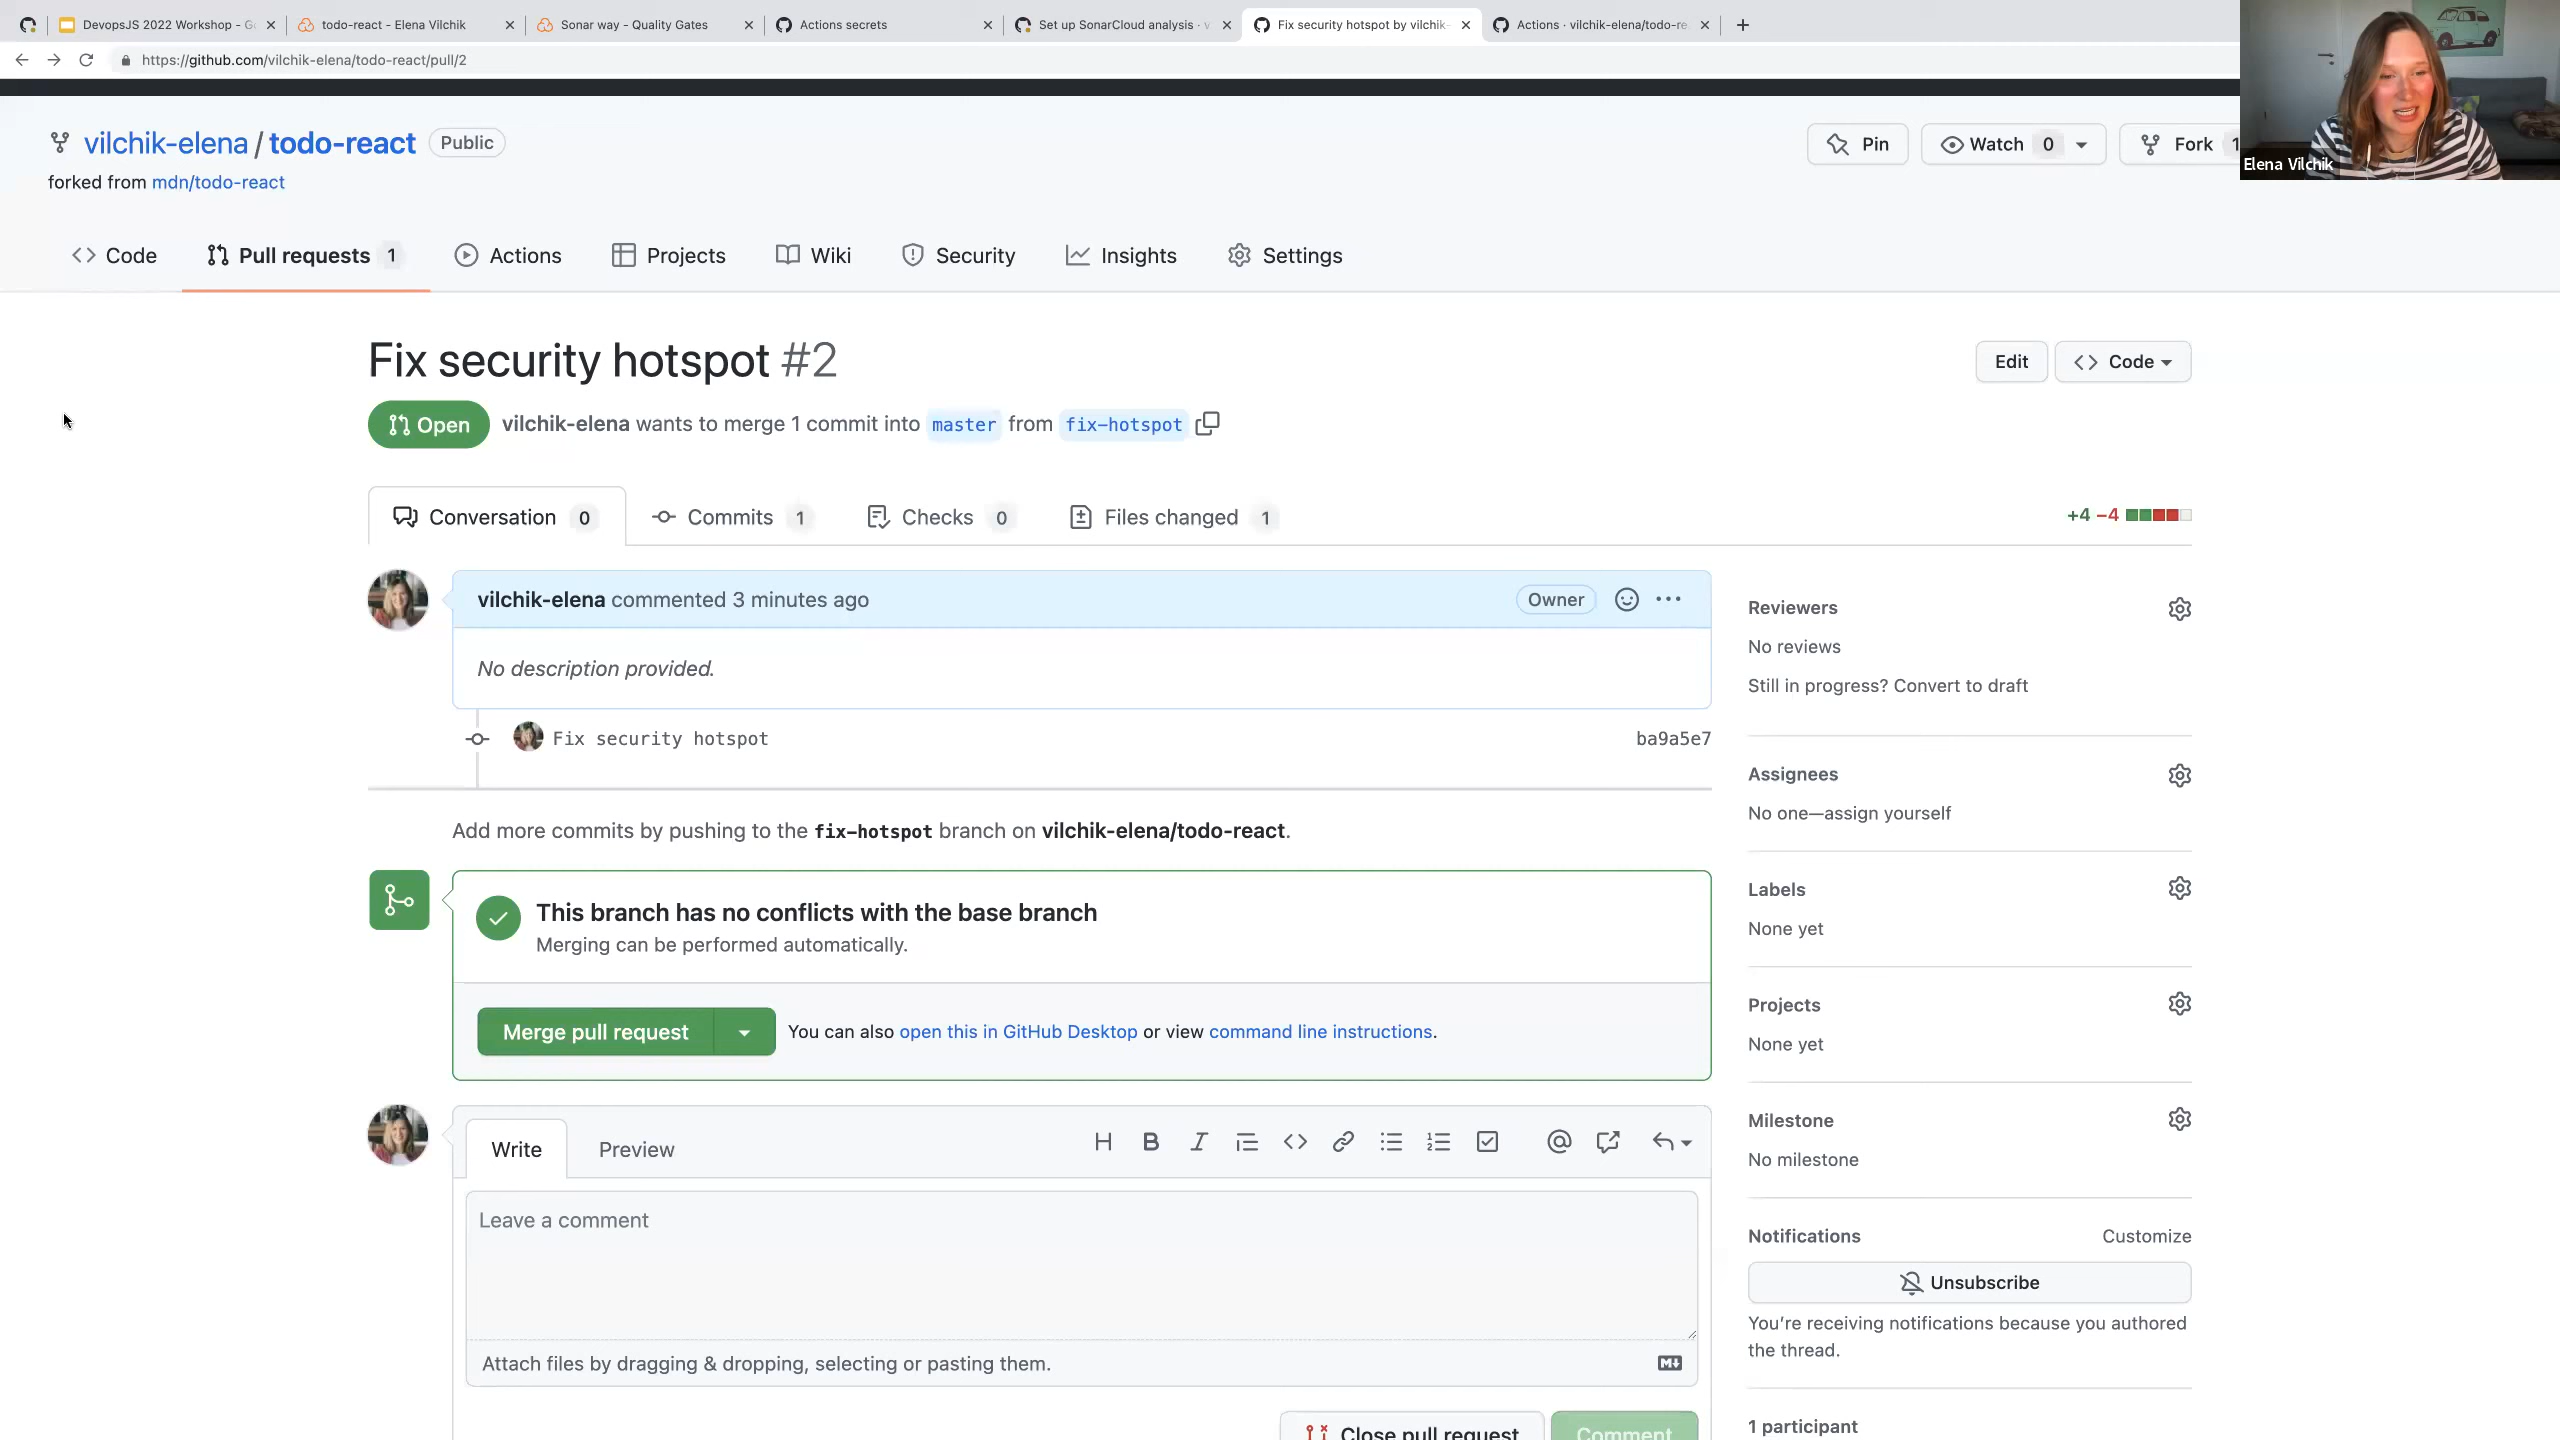 DevopsJS 2022 Workshop - Go
todo-react - Elena Vilchik
Sonar way - Quality Gates
Actions secrets
Set up SonarCloud analysis · v
Fix security hotspot by vilchik-
Actions · vilchik-elena/todo-re
https://github.com/vilchik-elena/todo-react/pull/2
vilchik-elena / todo-react Public
Pin
Watch 0
Fork 1
Elena Vilchik
forked from mdn/todo-react
Code
Pull requests 1
Actions
Projects
Wiki
Security
Insights
Settings
Fix security hotspot #2
Edit
Code
Open
vilchik-elena wants to merge 1 commit into master from fix-hotspot
Conversation 0
Commits 1
Checks 0
Files changed 1
+4 −4
vilchik-elena commented 3 minutes ago
Owner
No description provided.
Fix security hotspot
ba9a5e7
Add more commits by pushing to the fix-hotspot branch on vilchik-elena/todo-react.
This branch has no conflicts with the base branch
Merging can be performed automatically.
Merge pull request
You can also open this in GitHub Desktop or view command line instructions.
Write
Preview
Leave a comment
Attach files by dragging & dropping, selecting or pasting them.
Close pull request
Comment
Reviewers
No reviews
Still in progress? Convert to draft
Assignees
No one—assign yourself
Labels
None yet
Projects
None yet
Milestone
No milestone
Notifications
Customize
Unsubscribe
You're receiving notifications because you authored
the thread.
1 participant